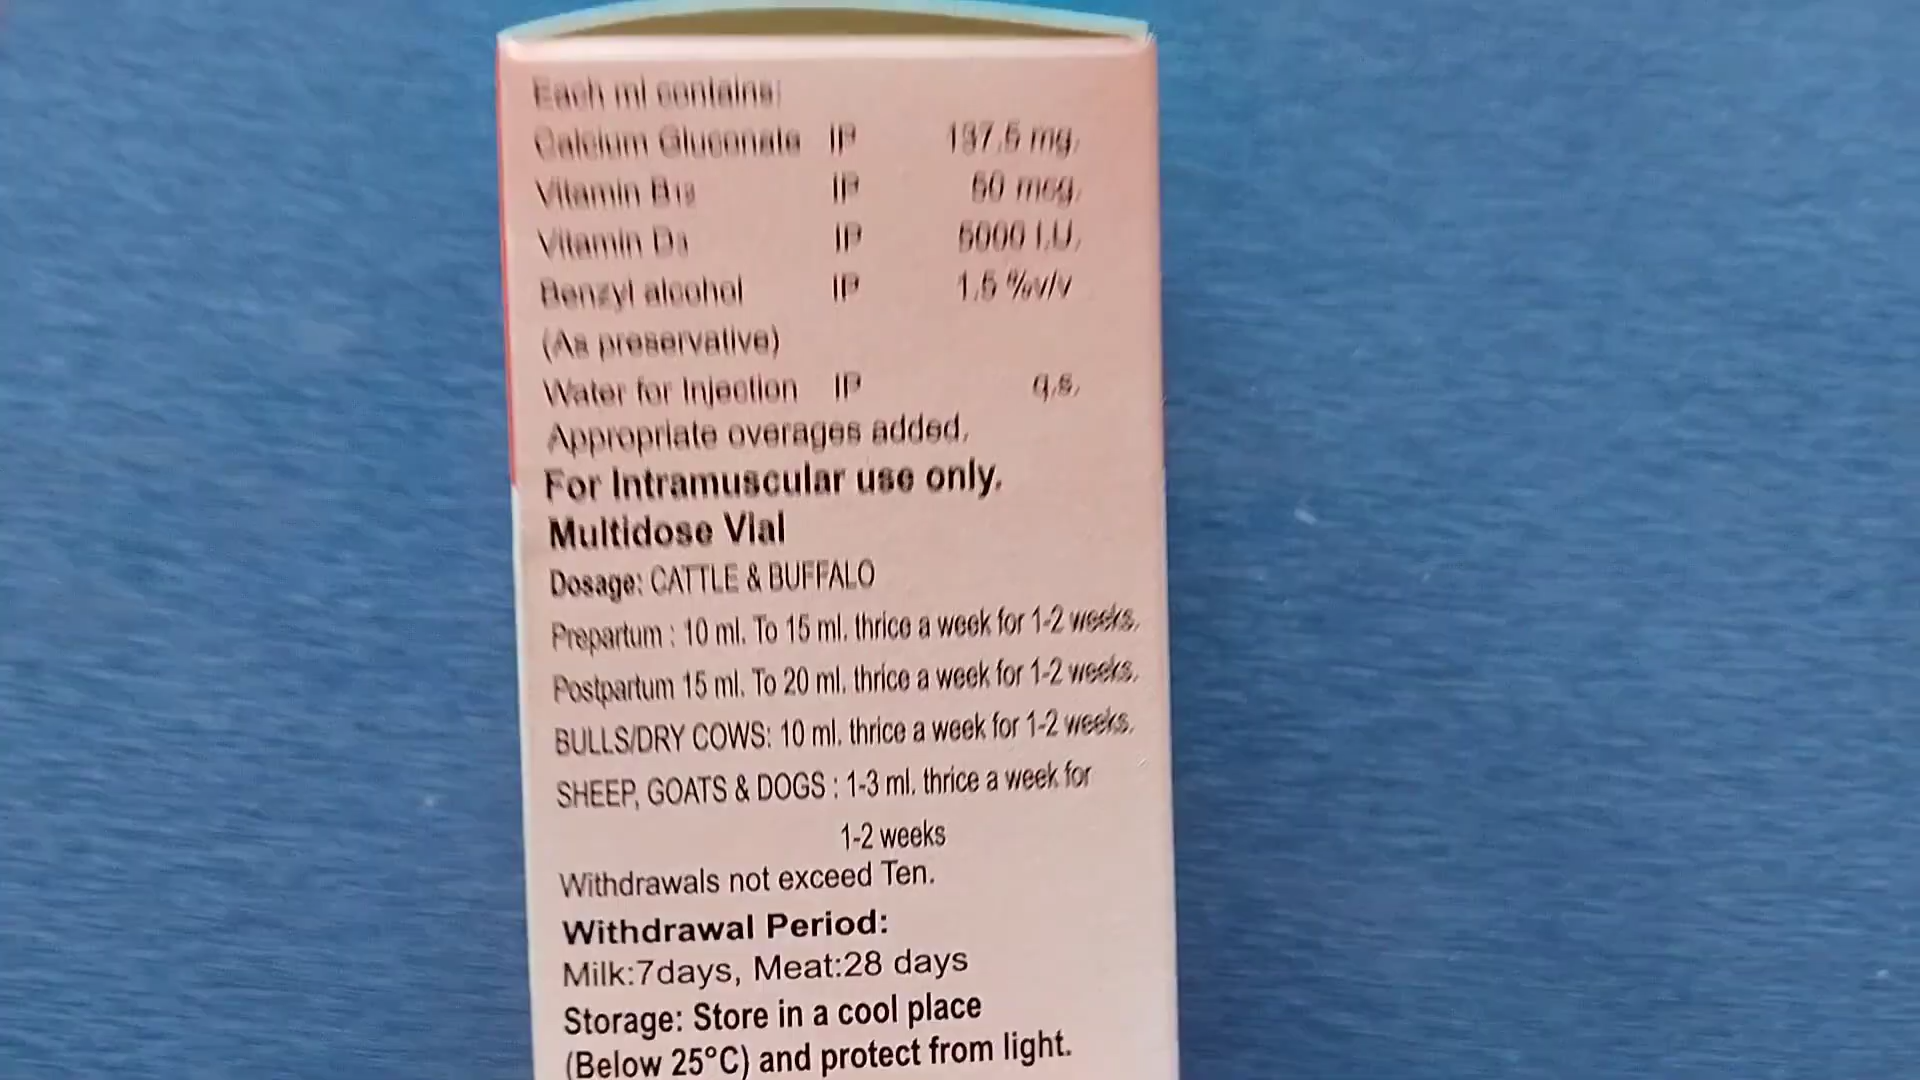 Each ml contains:
Calcium Gluconate IP mg.
Vitamin B12 IP 50 mcg.
Vitamin D3 IP 5000 I.U.
Benzyl alcohol IP 1.5 %v/v
(As preservative)
Water for Injection IP q.s.
Appropriate overages added.
For Intramuscular use only.
Multidose Vial
Dosage: CATTLE & BUFFALO
Prepartum : 10 ml. To 15 ml. thrice a week for 1-2 weeks.
Postpartum 15 ml. To 20 ml. thrice a week for 1-2 weeks.
BULLS/DRY COWS: 10 ml. thrice a week for 1-2 weeks.
SHEEP, GOATS & DOGS : 1-3 ml. thrice a week for
1-2 weeks
Withdrawals not exceed Ten.
Withdrawal Period:
Milk:7days, Meat:28 days
Storage: Store in a cool place
(Below 25°C) and protect from light.